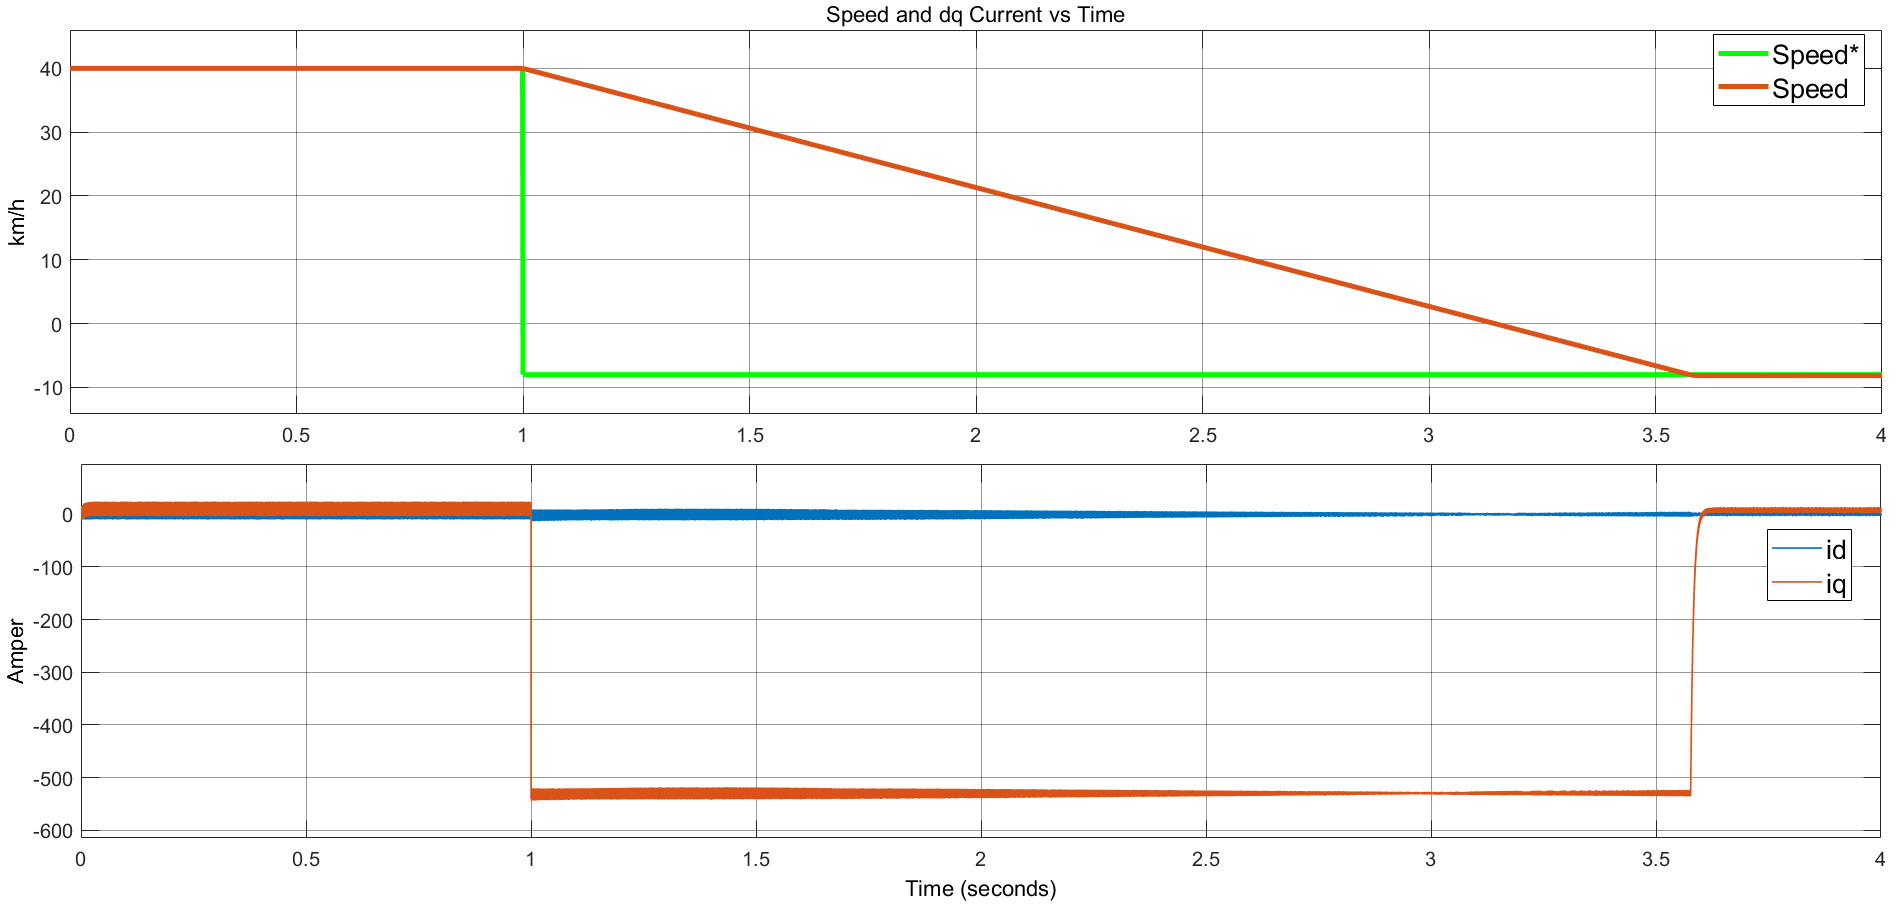 Speed and dq Current vs Time
40
30
20
10
0
-10
km/h
Speed*
Speed
0 0.5 1 1.5 2 2.5 3 3.5 4
0
-100
-200
-300
-400
-500
-600
Amper
id
iq
0 0.5 1 1.5 2 2.5 3 3.5 4
Time (seconds)